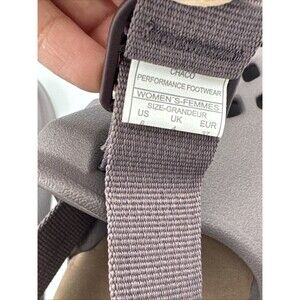 CHACO
PERFORMANCE FOOTWEAR
WOMEN'S-FEMMES
SIZE-GRANDEUR
US UK EUR